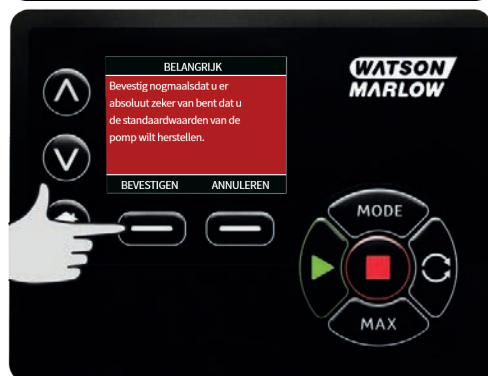 BELANGRIJK
WATSON
MARLOW
Bevestig nogmaalsdat u er
absoluut zeker van bent dat u
de standaardwaarden van de
pomp wilt herstellen.
BEVESTIGEN ANNULEREN
MODE
MAX